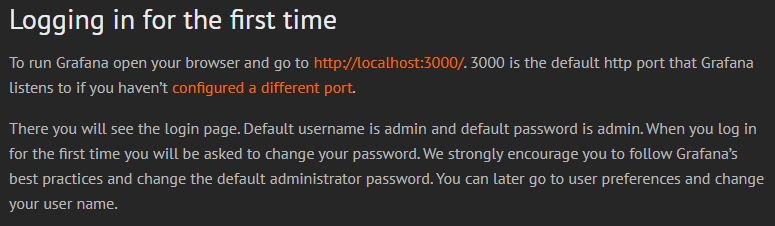 Logging in for the first time
To run Grafana open your browser and go to http://localhost:3000/. 3000 is the default http port that Grafana
listens to if you haven’t configured a different port.
There you will see the login page. Default username is admin and default password is admin. When you log in
for the first time you will be asked to change your password. We strongly encourage you to follow Grafana’s
best practices and change the default administrator password. You can later go to user preferences and change
your user name.